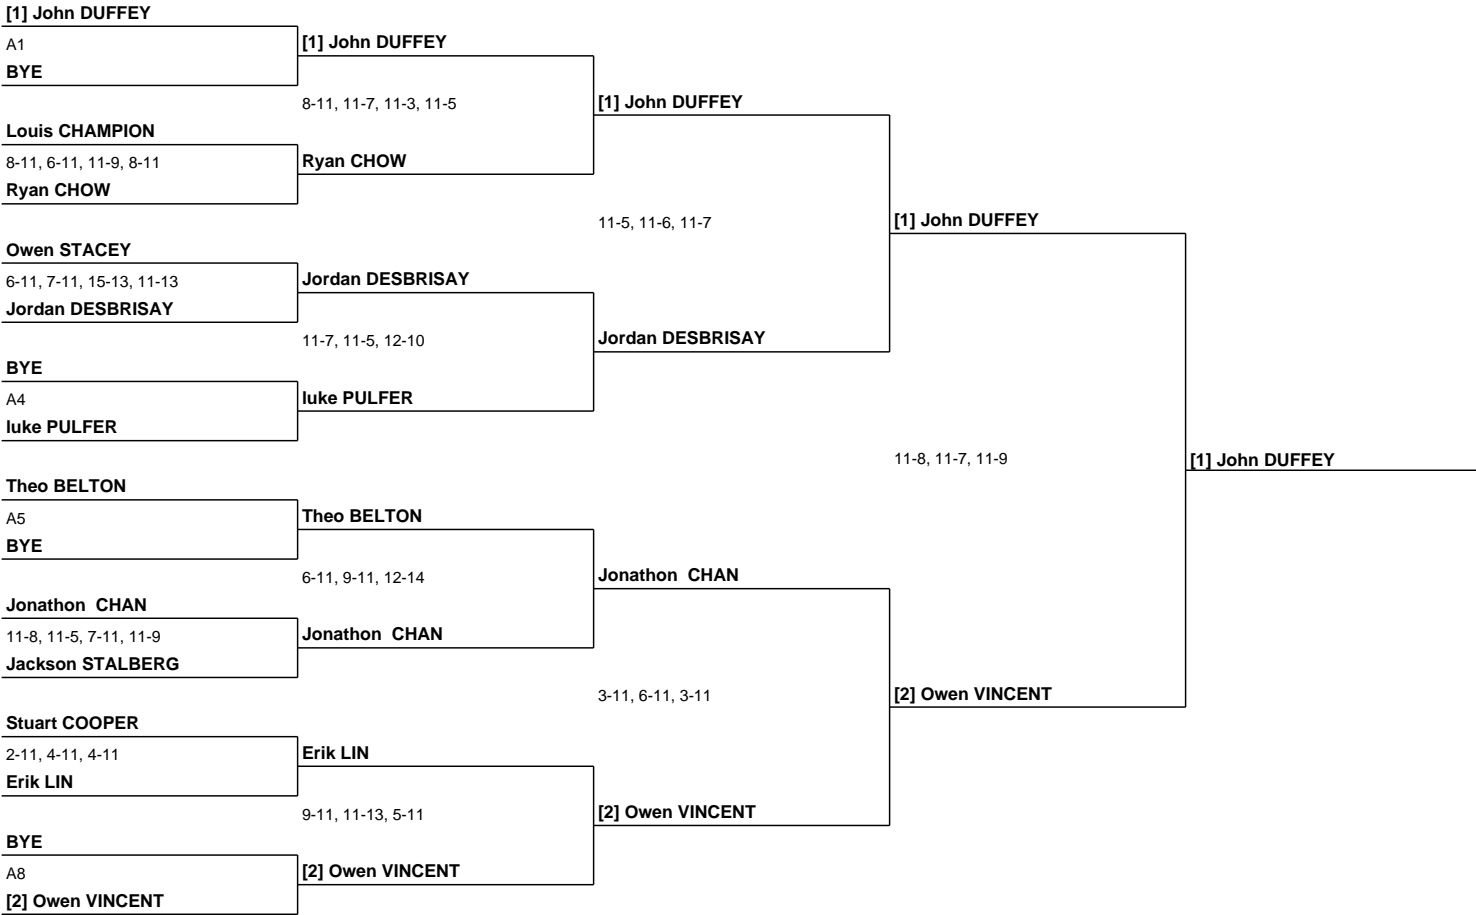 [1] John DUFFEY
A1
BYE
Louis CHAMPION
8-11, 6-11, 11-9, 8-11
Ryan CHOW
Owen STACEY
6-11, 7-11, 15-13, 11-13
Jordan DESBRISAY
BYE
A4
luke PULFER
Theo BELTON
A5
BYE
Jonathon  CHAN
11-8, 11-5, 7-11, 11-9
Jackson STALBERG
Stuart COOPER
2-11, 4-11, 4-11
Erik LIN
BYE
A8
[2] Owen VINCENT
[1] John DUFFEY
8-11, 11-7, 11-3, 11-5
Ryan CHOW
Jordan DESBRISAY
11-7, 11-5, 12-10
luke PULFER
Theo BELTON
6-11, 9-11, 12-14
Jonathon  CHAN
Erik LIN
9-11, 11-13, 5-11
[2] Owen VINCENT
[1] John DUFFEY
11-5, 11-6, 11-7
Jordan DESBRISAY
Jonathon  CHAN
3-11, 6-11, 3-11
[2] Owen VINCENT
[1] John DUFFEY
11-8, 11-7, 11-9
[2] Owen VINCENT
[1] John DUFFEY